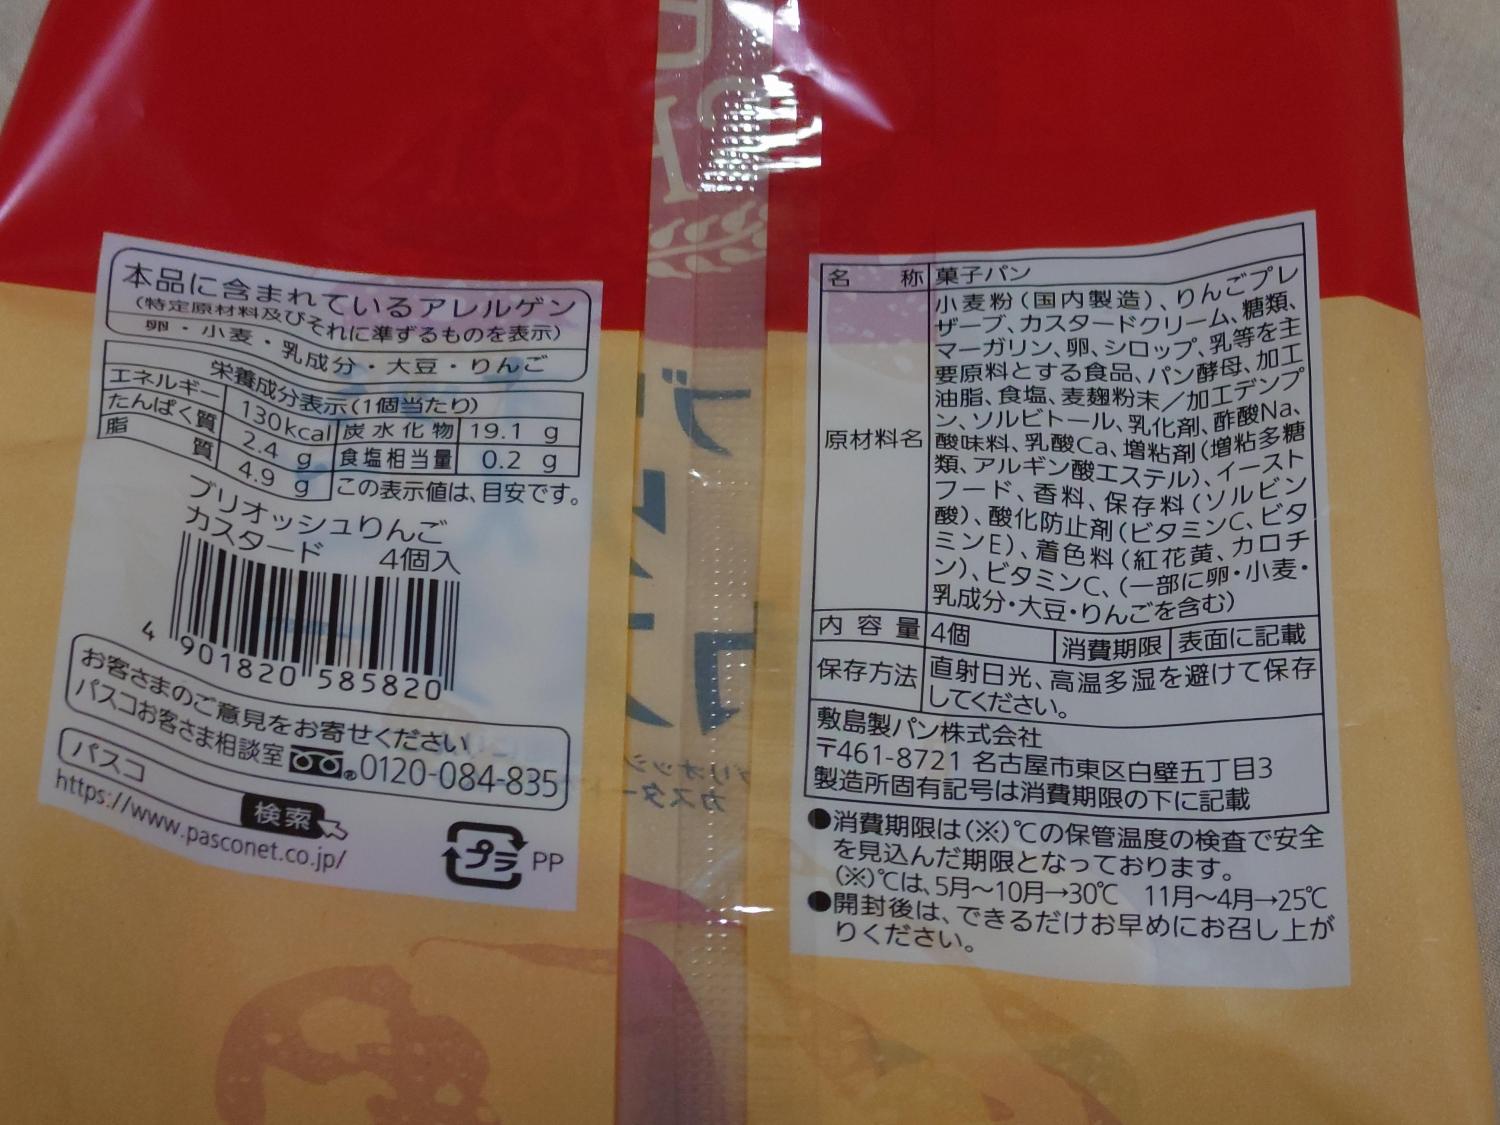 本品に含まれているアレルゲン
(特定原材料及びそれに準ずるものを表示)
卵・小麦・乳成分・大豆・りんご
栄養成分表示(1個当たり)
エネルギー 130kcal 炭水化物 19.1 g
たんぱく質 2.4 g 食塩相当量 0.2 g
脂質 4.9 g この表示値は、目安です。
ブリオッシュりんご
カスタード 4個入
4 901820 585820
お客さまのご意見をお寄せください
パスコお客さま相談室 0120-084-835
パスコ 検索
https://www.pasconet.co.jp/
プラ PP
名称 菓子パン
原材料名
小麦粉(国内製造)、りんごプレ
ザーブ、カスタードクリーム、糖類、
マーガリン、卵、シロップ、乳等を主
要原料とする食品、パン酵母、加工
油脂、食塩、麦麹粉末/加工デンプ
ン、ソルビトール、乳化剤、酢酸Na、
酸味料、乳酸Ca、増粘剤(増粘多糖
類、アルギン酸エステル)、イースト
フード、香料、保存料(ソルビン
酸)、酸化防止剤(ビタミンC、ビタ
ミンE)、着色料(紅花黄、カロチ
ン)、ビタミンC、(一部に卵・小麦・
乳成分・大豆・りんごを含む)
内容量 4個 消費期限 表面に記載
保存方法 直射日光、高温多湿を避けて保存
してください。
敷島製パン株式会社
〒461-8721 名古屋市東区白壁五丁目3
製造所固有記号は消費期限の下に記載
●消費期限は(※)℃の保管温度の検査で安全
を見込んだ期限となっております。
(※)℃は、5月～10月→30℃ 11月～4月→25℃
●開封後は、できるだけお早めにお召し上が
りください。